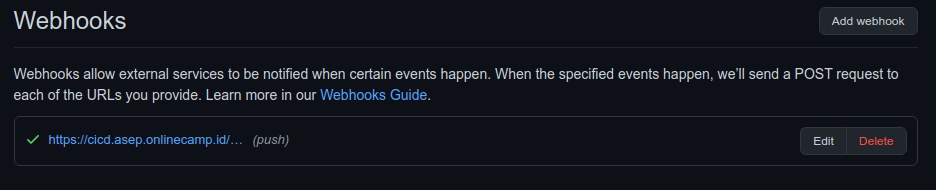 Webhooks
Add webhook
Webhooks allow external services to be notified when certain events happen. When the specified events happen, we’ll send a POST request to
each of the URLs you provide. Learn more in our Webhooks Guide.
https://cicd.asep.onlinecamp.id/… (push)
Edit
Delete